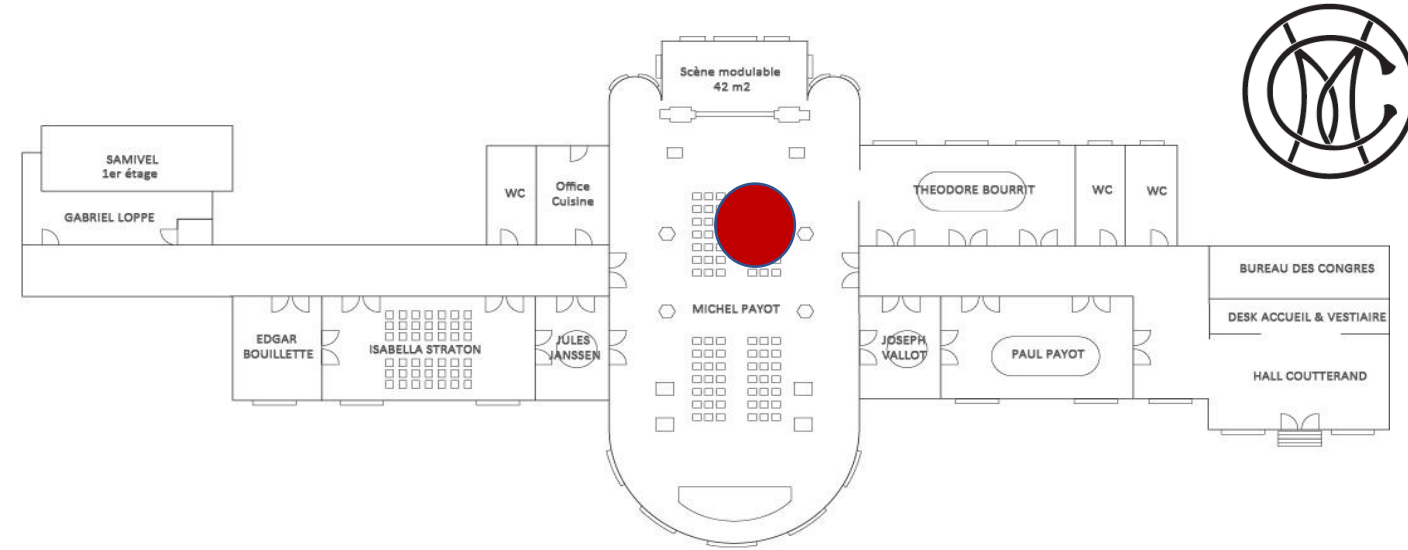 Scène modulable
42 m2
SAMIVEL
1er étage
GABRIEL LOPPE
WC
Office
Cuisine
THEODORE BOURRIT
WC
WC
BUREAU DES CONGRES
DESK ACCUEIL & VESTIAIRE
HALL COUTTERAND
MICHEL PAYOT
EDGAR
BOUILLETTE
ISABELLA STRATON
JULES
JANSSEN
JOSEPH
VALLOT
PAUL PAYOT